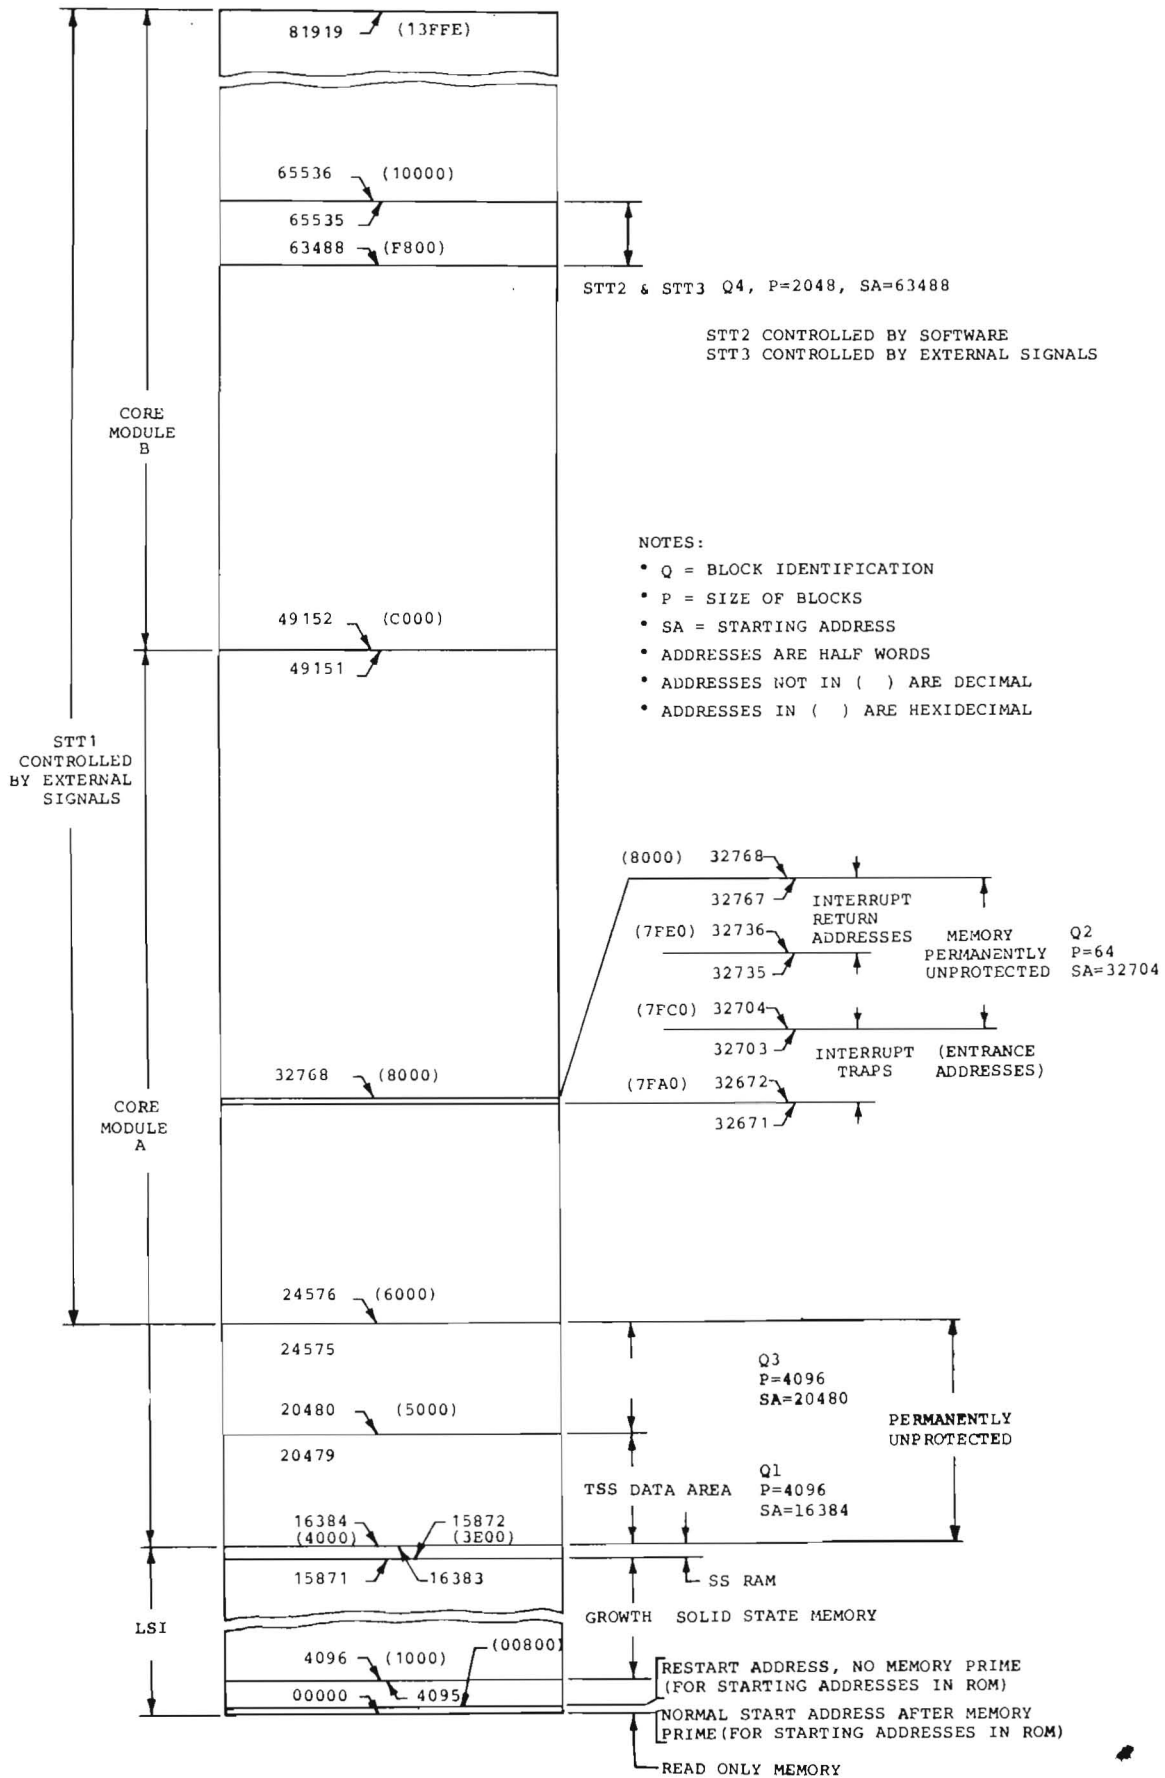 81919 (13FFE)
65536 (10000)
65535
63488 (F800)
STT2 & STT3 Q4, P=2048, SA=63488
STT2 CONTROLLED BY SOFTWARE
STT3 CONTROLLED BY EXTERNAL SIGNALS
CORE
MODULE
B
NOTES:
• Q = BLOCK IDENTIFICATION
• P = SIZE OF BLOCKS
• SA = STARTING ADDRESS
• ADDRESSES ARE HALF WORDS
• ADDRESSES NOT IN ( ) ARE DECIMAL
• ADDRESSES IN ( ) ARE HEXIDECIMAL
49152 (C000)
49151
STT1
CONTROLLED
BY EXTERNAL
SIGNALS
(8000) 32768
32767
INTERRUPT
RETURN
ADDRESSES
(7FE0) 32736
32735
MEMORY
PERMANENTLY
UNPROTECTED
Q2
P=64
SA=32704
(7FC0) 32704
32703
INTERRUPT
TRAPS
(ENTRANCE
ADDRESSES)
(7FA0) 32672
32671
32768 (8000)
CORE
MODULE
A
24576 (6000)
24575
Q3
P=4096
SA=20480
20480 (5000)
20479
PERMANENTLY
UNPROTECTED
TSS DATA AREA
Q1
P=4096
SA=16384
16384
(4000)
15872
(3E00)
15871
16383
SS RAM
LSI
GROWTH SOLID STATE MEMORY
(00800)
4096 (1000)
00000
4095
RESTART ADDRESS, NO MEMORY PRIME
(FOR STARTING ADDRESSES IN ROM)
NORMAL START ADDRESS AFTER MEMORY
PRIME(FOR STARTING ADDRESSES IN ROM)
READ ONLY MEMORY